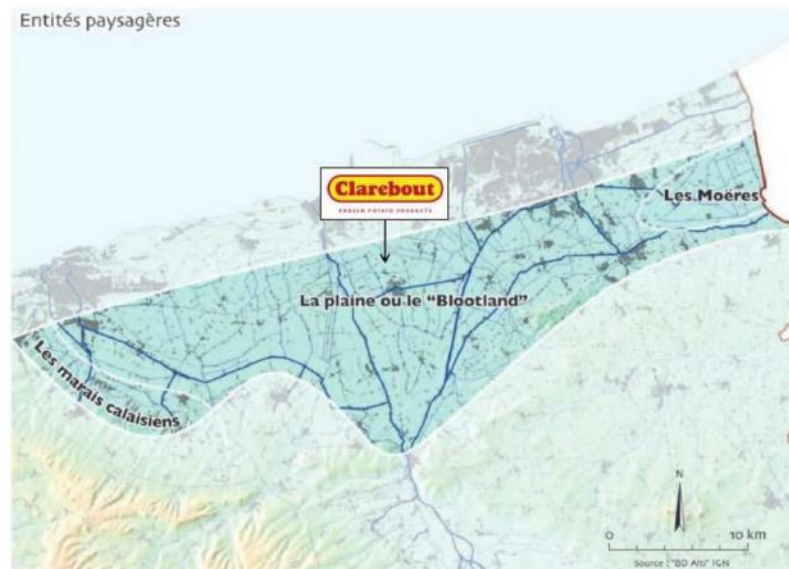 Entités paysagères
Clarebout
FROZEN POTATO PRODUCTS
Les Moëres
La plaine ou le "Blootland"
Les marais calaisiens
N
0 10 km
Source : "BD Alti" IGN